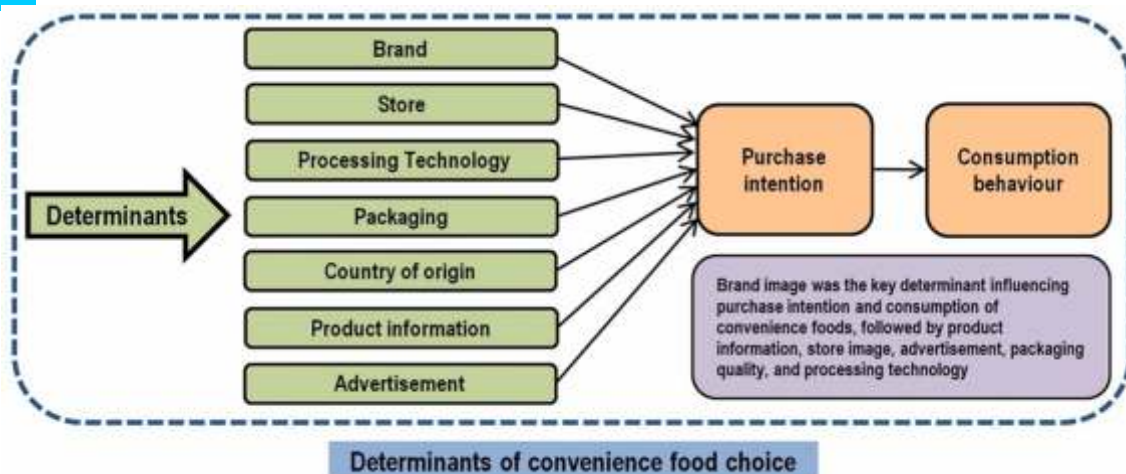 Determinants
Brand
Store
Processing Technology
Packaging
Country of origin
Product information
Advertisement
Purchase
intention
Consumption
behaviour
Brand image was the key determinant influencing
purchase intention and consumption of
convenience foods, followed by product
information, store image, advertisement, packaging
quality, and processing technology
Determinants of convenience food choice